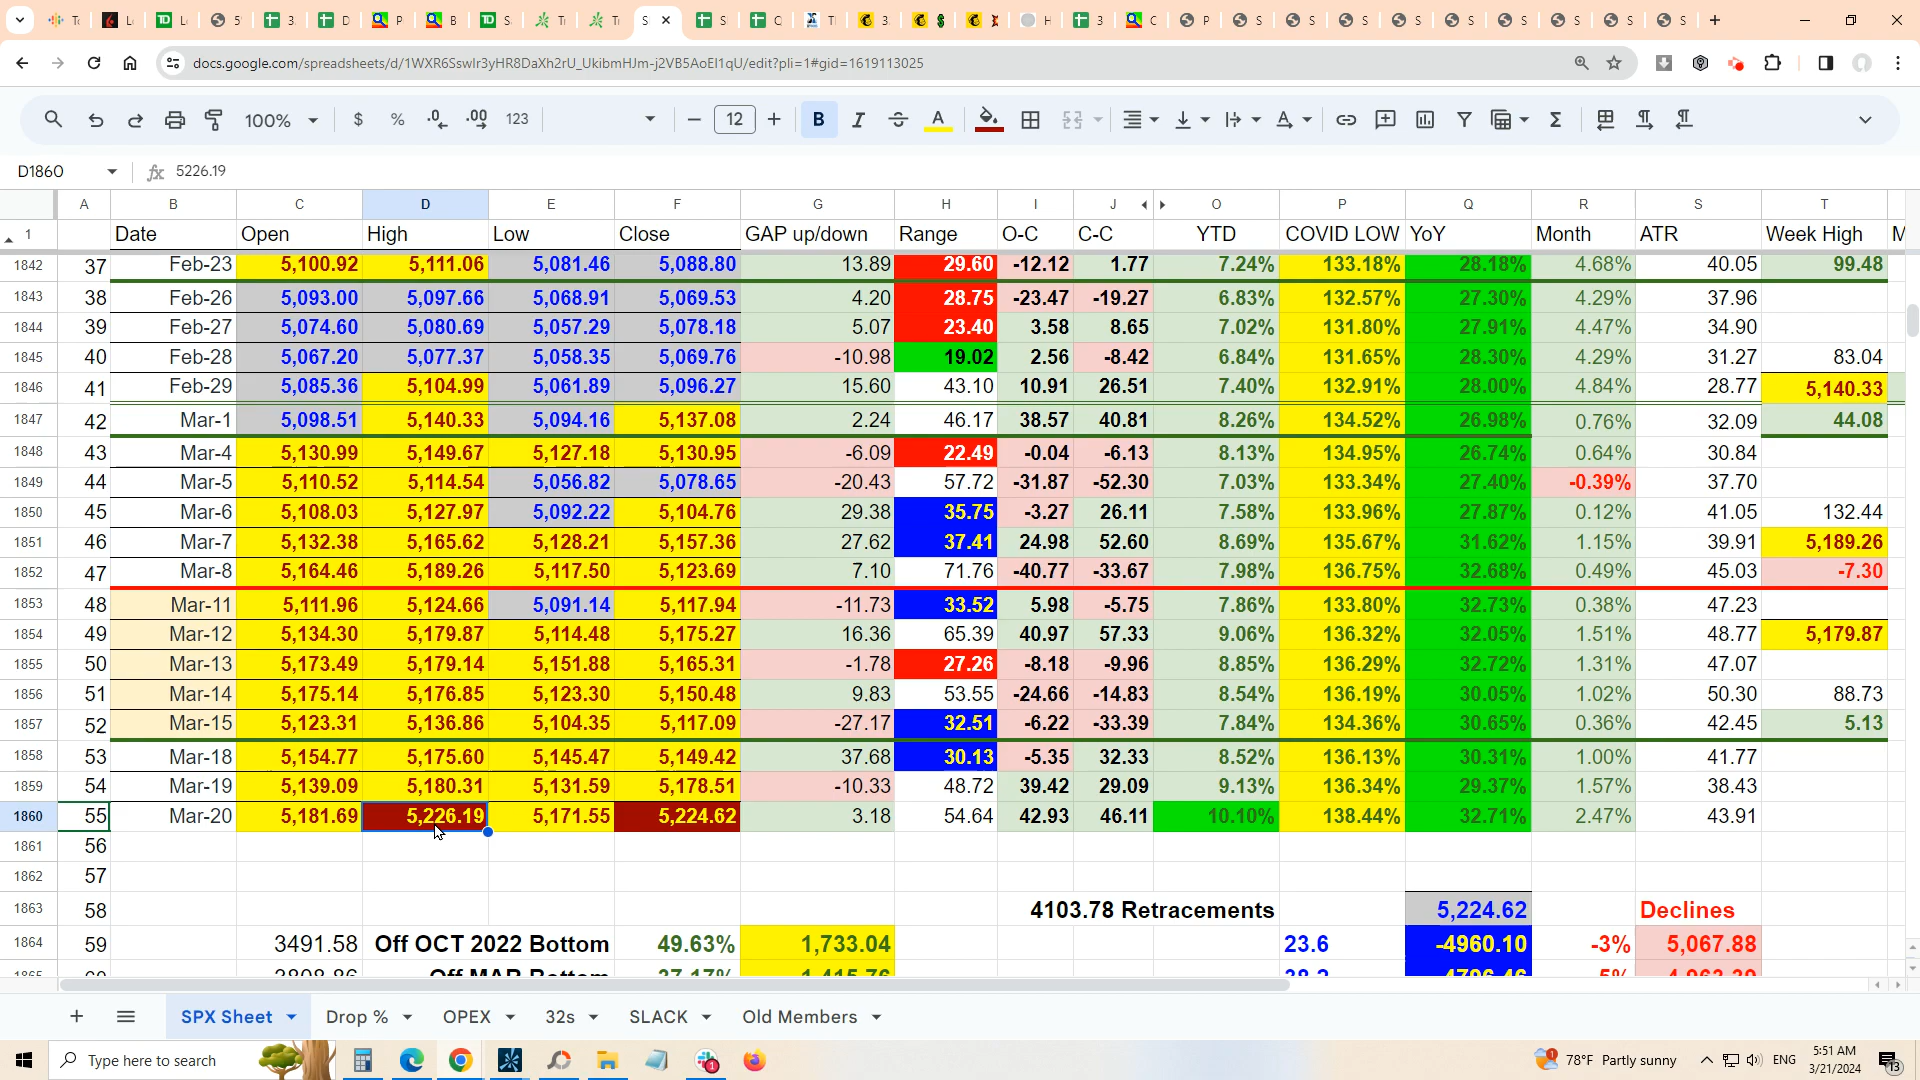 docs.google.com/spreadsheets/d/1WXR6SswIr3yHR8DaXh2rU_UkibmHJm-j2VB5AoEI1qU/edit?pli=1#gid=1619113025
100% $ % 123 12 B I A
D1860 fx 5226.19
A B C D E F G H I J O P Q R S T
1 Date Open High Low Close GAP up/down Range O-C C-C YTD COVID LOW YoY Month ATR Week High M
1842 37 Feb-23 5,100.92 5,111.06 5,081.46 5,088.80 13.89 29.60 -12.12 1.77 7.24% 133.18% 28.18% 4.68% 40.05 99.48
1843 38 Feb-26 5,093.00 5,097.66 5,068.91 5,069.53 4.20 28.75 -23.47 -19.27 6.83% 132.57% 27.30% 4.29% 37.96
1844 39 Feb-27 5,074.60 5,080.69 5,057.29 5,078.18 5.07 23.40 3.58 8.65 7.02% 131.80% 27.91% 4.47% 34.90
1845 40 Feb-28 5,067.20 5,077.37 5,058.35 5,069.76 -10.98 19.02 2.56 -8.42 6.84% 131.65% 28.30% 4.29% 31.27 83.04
1846 41 Feb-29 5,085.36 5,104.99 5,061.89 5,096.27 15.60 43.10 10.91 26.51 7.40% 132.91% 28.00% 4.84% 28.77 5,140.33
1847 42 Mar-1 5,098.51 5,140.33 5,094.16 5,137.08 2.24 46.17 38.57 40.81 8.26% 134.52% 26.98% 0.76% 32.09 44.08
1848 43 Mar-4 5,130.99 5,149.67 5,127.18 5,130.95 -6.09 22.49 -0.04 -6.13 8.13% 134.95% 26.74% 0.64% 30.84
1849 44 Mar-5 5,110.52 5,114.54 5,056.82 5,078.65 -20.43 57.72 -31.87 -52.30 7.03% 133.34% 27.40% -0.39% 37.70
1850 45 Mar-6 5,108.03 5,127.97 5,092.22 5,104.76 29.38 35.75 -3.27 26.11 7.58% 133.96% 27.87% 0.12% 41.05 132.44
1851 46 Mar-7 5,132.38 5,165.62 5,128.21 5,157.36 27.62 37.41 24.98 52.60 8.69% 135.67% 31.62% 1.15% 39.91 5,189.26
1852 47 Mar-8 5,164.46 5,189.26 5,117.50 5,123.69 7.10 71.76 -40.77 -33.67 7.98% 136.75% 32.68% 0.49% 45.03 -7.30
1853 48 Mar-11 5,111.96 5,124.66 5,091.14 5,117.94 -11.73 33.52 5.98 -5.75 7.86% 133.80% 32.73% 0.38% 47.23
1854 49 Mar-12 5,134.30 5,179.87 5,114.48 5,175.27 16.36 65.39 40.97 57.33 9.06% 136.32% 32.05% 1.51% 48.77 5,179.87
1855 50 Mar-13 5,173.49 5,179.14 5,151.88 5,165.31 -1.78 27.26 -8.18 -9.96 8.85% 136.29% 32.72% 1.31% 47.07
1856 51 Mar-14 5,175.14 5,176.85 5,123.30 5,150.48 9.83 53.55 -24.66 -14.83 8.54% 136.19% 30.05% 1.02% 50.30 88.73
1857 52 Mar-15 5,123.31 5,136.86 5,104.35 5,117.09 -27.17 32.51 -6.22 -33.39 7.84% 134.36% 30.65% 0.36% 42.45 5.13
1858 53 Mar-18 5,154.77 5,175.60 5,145.47 5,149.42 37.68 30.13 -5.35 32.33 8.52% 136.13% 30.31% 1.00% 41.77
1859 54 Mar-19 5,139.09 5,180.31 5,131.59 5,178.51 -10.33 48.72 39.42 29.09 9.13% 136.34% 29.37% 1.57% 38.43
1860 55 Mar-20 5,181.69 5,226.19 5,171.55 5,224.62 3.18 54.64 42.93 46.11 10.10% 138.44% 32.71% 2.47% 43.91
1861 56
1862 57
1863 58 4103.78 Retracements 5,224.62 Declines
1864 59 3491.58 Off OCT 2022 Bottom 49.63% 1,733.04 23.6 -4960.10 -3% 5,067.88
SPX Sheet Drop % OPEX 32s SLACK Old Members
Type here to search 78°F Partly sunny ENG 5:51 AM
3/21/2024 13